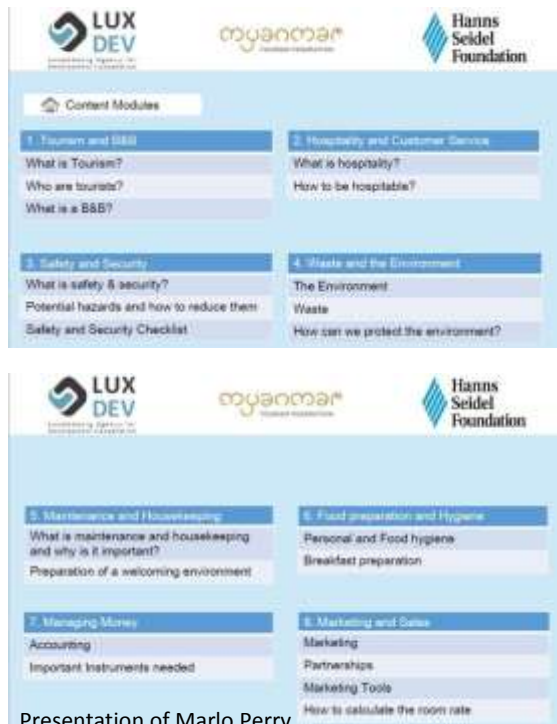 LUX
DEV
myanmar
Hanns
Seidel
Foundation
Content Modules
1. Tourism and B&B
What is Tourism?
Who are tourists?
What is a B&B?
2. Hospitality and Customer Service
What is hospitality?
How to be hospitable?
3. Safety and Security
What is safety & security?
Potential hazards and how to reduce them
Safety and Security Checklist
4. Waste and the Environment
The Environment
Waste
How can we protect the environment?
LUX
DEV
myanmar
Hanns
Seidel
Foundation
5. Maintenance and Housekeeping
What is maintenance and housekeeping
and why is it important?
Preparation of a welcoming environment
6. Food preparation and Hygiene
Personal and Food hygiene
Breakfast preparation
7. Managing Money
Accounting
Important Instruments needed
8. Marketing and Sales
Marketing
Partnerships
Marketing Tools
How to calculate the room rate
Presentation of Marlo Perry